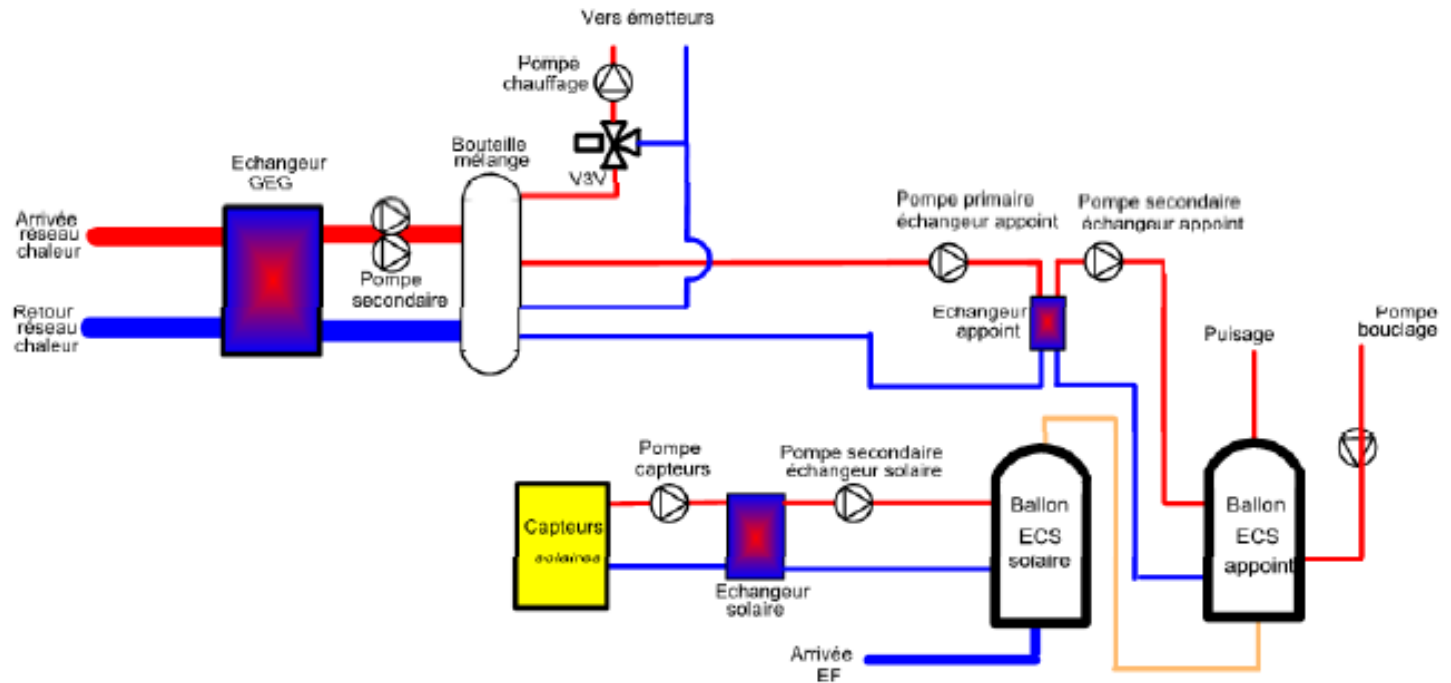 Vers émetteurs
Pompe
chauffage
Bouteille
mélange
V3V
Echangeur
GEG
Arrivée
réseau
chaleur
Pompe
secondaire
Retour
réseau
chaleur
Pompe primaire
échangeur appoint
Pompe secondaire
échangeur appoint
Echangeur
appoint
Puisage
Pompe
bouclage
Pompe
capteurs
Pompe secondaire
échangeur solaire
Capteurs
solaires
Echangeur
solaire
Ballon
ECS
solaire
Ballon
ECS
appoint
Arrivée
EF